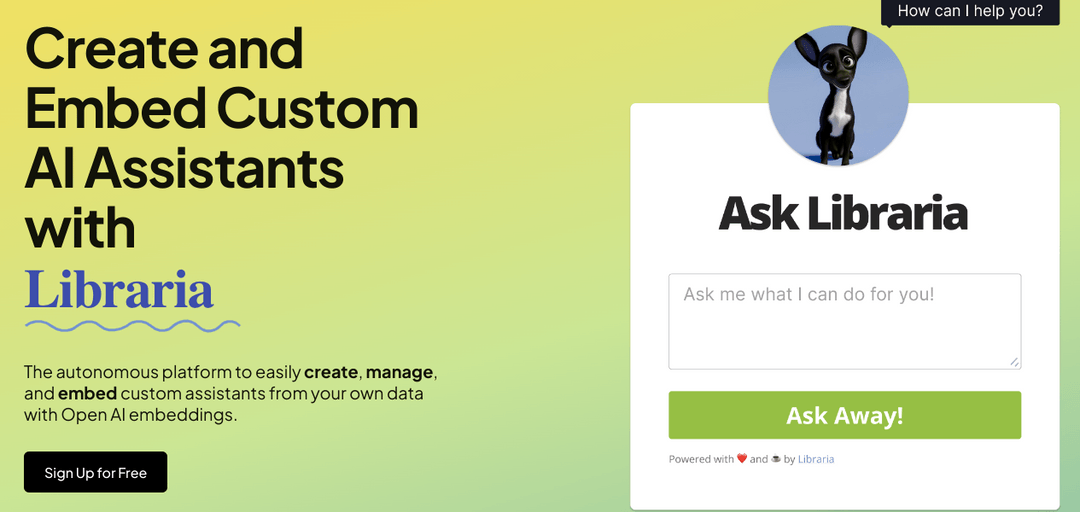 Create and
Embed Custom
AI Assistants
with
Libraria
The autonomous platform to easily create, manage,
and embed custom assistants from your own data
with Open AI embeddings.
Sign Up for Free
How can I help you?
Ask Libraria
Ask me what I can do for you!
Ask Away!
Powered with ❤️ and ☕ by Libraria